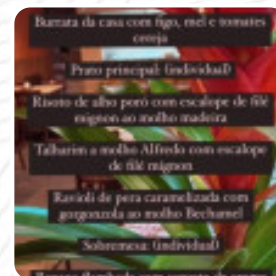 Burrata da casa com figo, mel e tomates
cereja
Prato principal: (individual)
Risoto de alho poró com escalope de filé
mignon ao molho madeira
Talharim a molho Alfredo com escalope
de filé mignon
Ravioli de pera caramelizada com
gorgonzola ao molho Bechamel
Sobremesa: (individual)